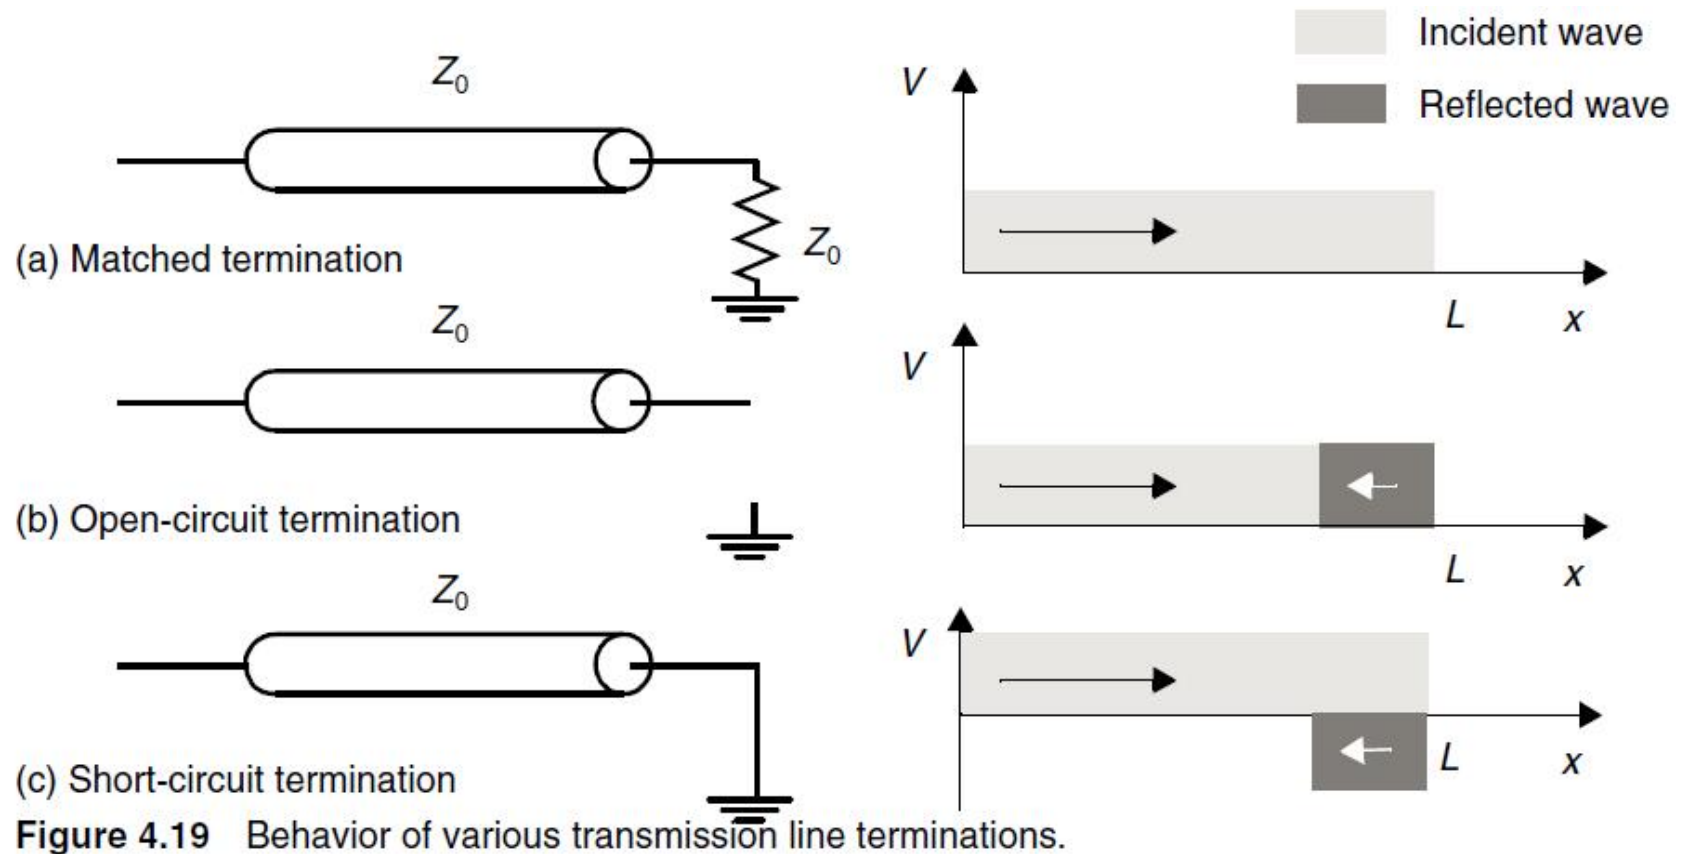 Z0
Z0
(a) Matched termination
V
L
x
Incident wave
Reflected wave
Z0
(b) Open-circuit termination
V
L
x
Z0
(c) Short-circuit termination
V
L
x
Figure 4.19 Behavior of various transmission line terminations.